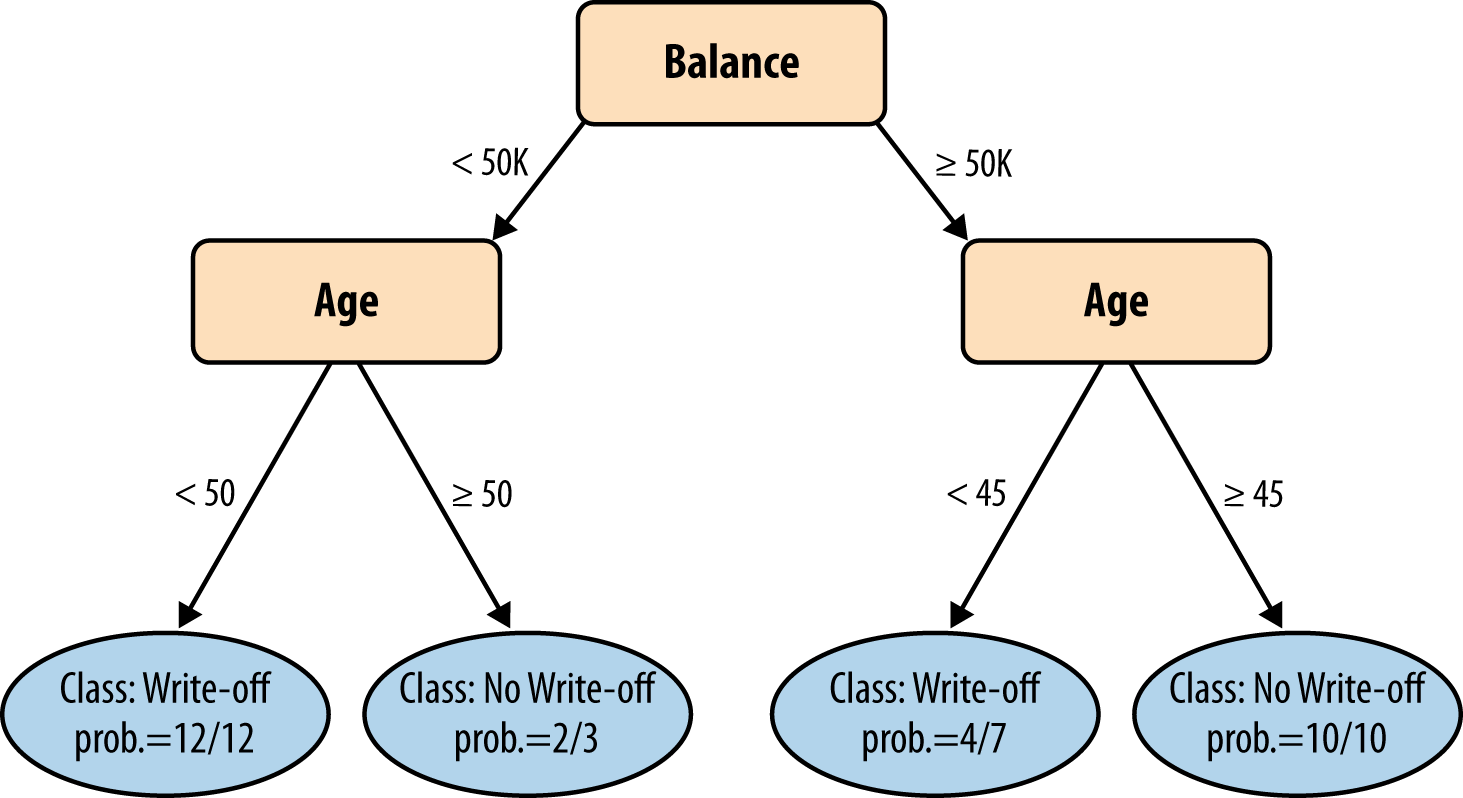 Balance
< 50K
≥ 50K
Age
Age
< 50
≥ 50
< 45
≥ 45
Class: Write-off
prob.=12/12
Class: No Write-off
prob.=2/3
Class: Write-off
prob.=4/7
Class: No Write-off
prob.=10/10